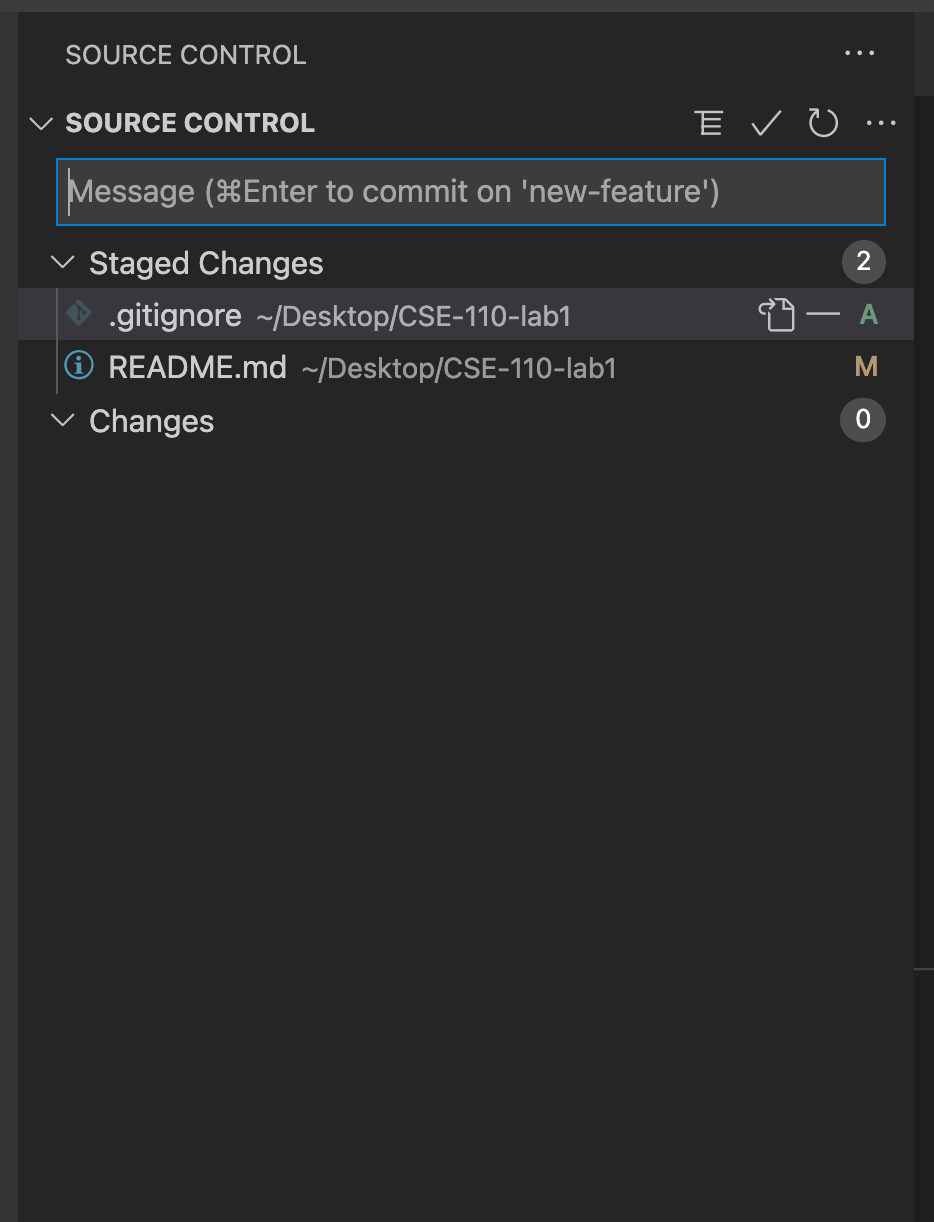 SOURCE CONTROL
SOURCE CONTROL
Message (⌘Enter to commit on 'new-feature')
Staged Changes 2
.gitignore ~/Desktop/CSE-110-lab1 A
README.md ~/Desktop/CSE-110-lab1 M
Changes 0